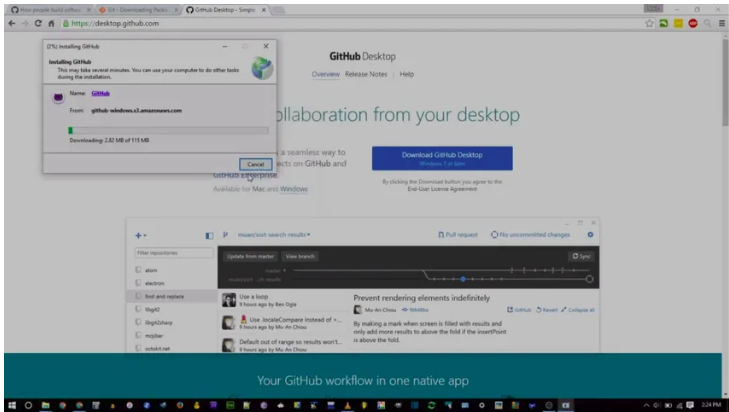 How people build softwa
Git - Downloading Packa
GitHub Desktop - Simple
https://desktop.github.com
(2%) Installing GitHub
Installing GitHub
This may take several minutes. You can use your computer to do other tasks
during the installation.
Name: GitHub
From: github-windows.s3.amazonaws.com
Downloading: 2.82 MB of 115 MB
Cancel
GitHub Desktop
Overview Release Notes Help
ollaboration from your desktop
a seamless way to
ects on GitHub and
GitHub Enterprise.
Available for Mac and Windows
Download GitHub Desktop
Windows 7 or later
By clicking the Download button you agree to the
End-User License Agreement
Filter repositories
atom
electron
find-and-replace
libgit2
libgit2sharp
mojibar
octokit.net
muan/sort-search-results
Pull request
No uncommitted changes
Update from master
View branch
Sync
master
Use a loop
9 hours ago by Ben Ogle
Use .localeCompare instead of <...
9 hours ago by Mu-An Chiou
Default out of range so results won't...
9 hours ago by Mu-An Chiou
Prevent rendering elements indefinitely
Mu-An Chiou
GitHub Revert Collapse all
By making a mark when screen is filled with results and
only add more results to above the fold if the insertPoint
is above the fold.
Your GitHub workflow in one native app
2:24 PM